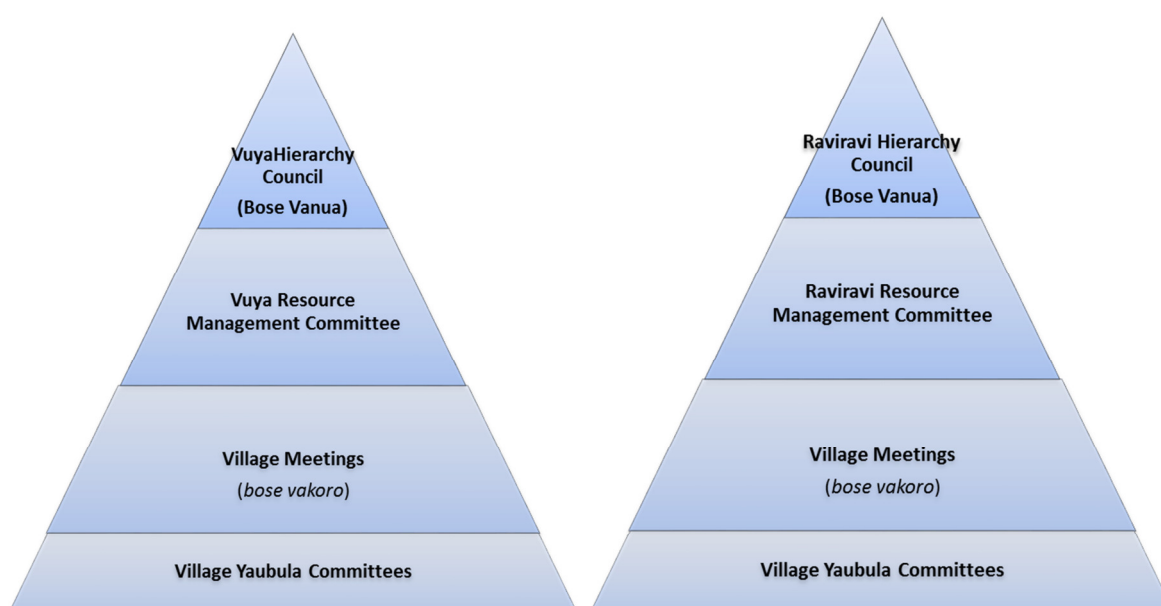 VuyaHierarchy
Council
(Bose Vanua)
Vuya Resource
Management Committee
Village Meetings
(bose vakoro)
Village Yaubula Committees
Raviravi Hierarchy
Council
(Bose Vanua)
Raviravi Resource
Management Committee
Village Meetings
(bose vakoro)
Village Yaubula Committees